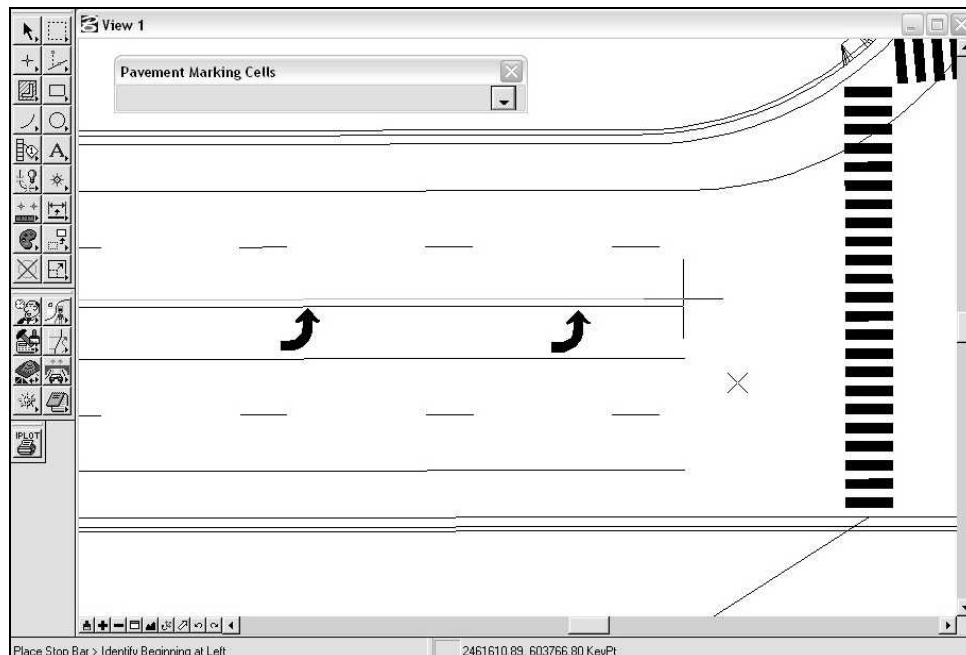 View 1
Pavement Marking Cells
A
IPLOT
Place Stop Bar > Identify Beginning at Left
2461610.89, 603766.80 KeyPt